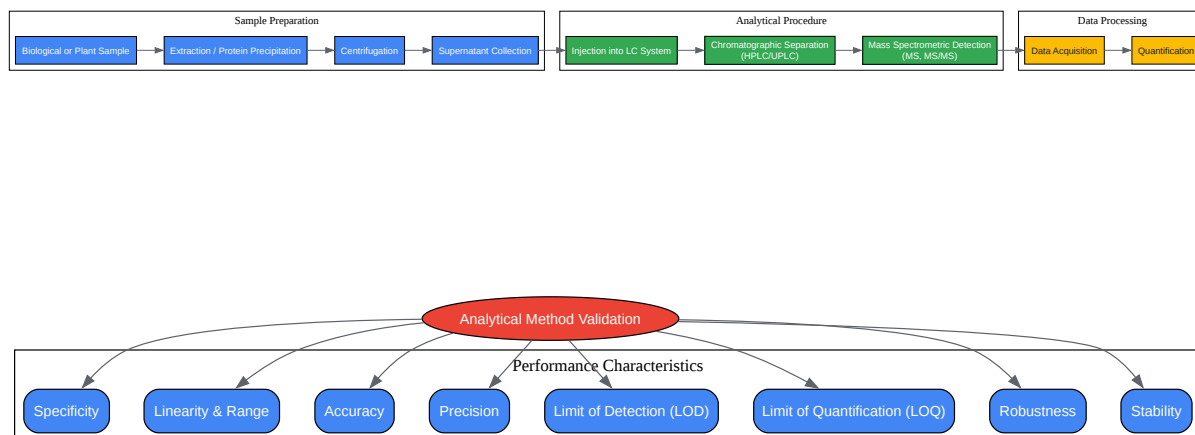 Sample Preparation
Analytical Procedure
Data Processing
Biological or Plant Sample
Extraction / Protein Precipitation
Centrifugation
Supernatant Collection
Injection into LC System
Chromatographic Separation
(HPLC/UPLC)
Mass Spectrometric Detection
(MS, MS/MS)
Data Acquisition
Quantification
Analytical Method Validation
Performance Characteristics
Specificity
Linearity & Range
Accuracy
Precision
Limit of Detection (LOD)
Limit of Quantification (LOQ)
Robustness
Stability